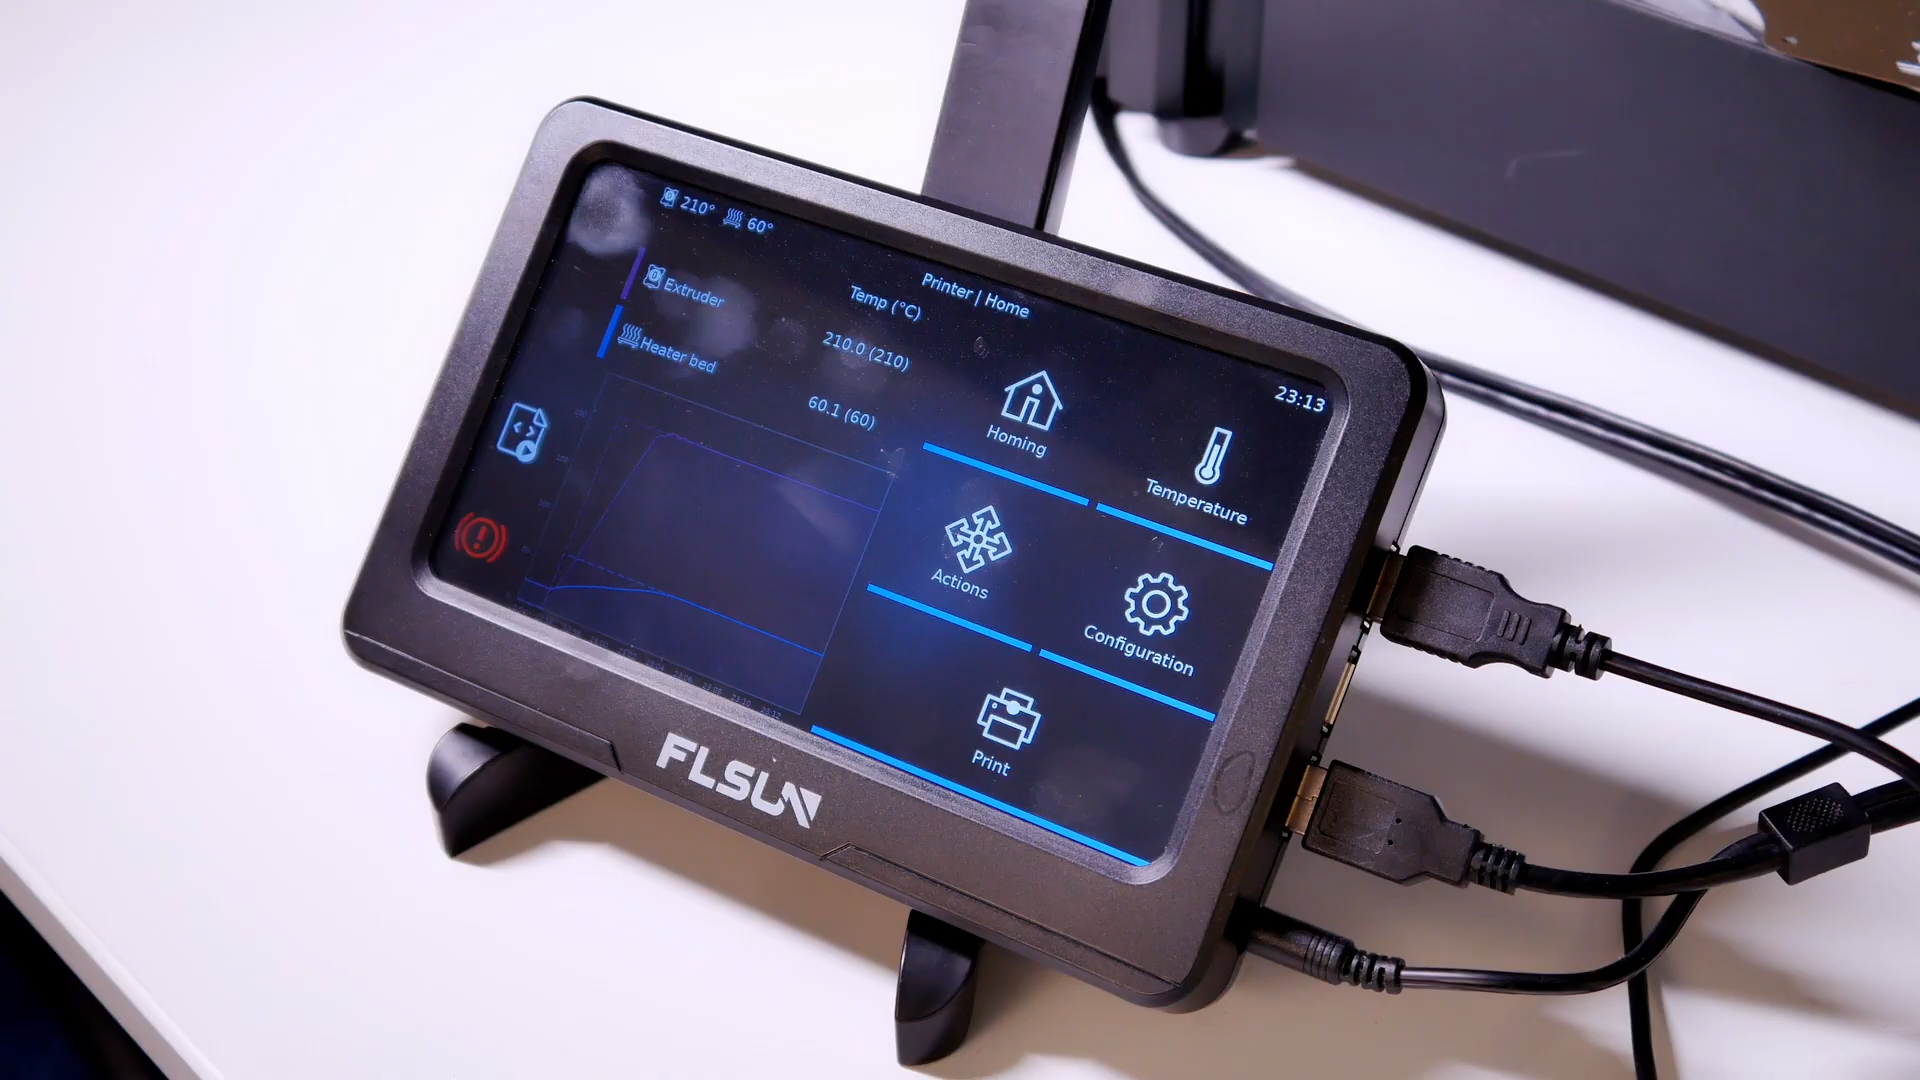 210° 60°
Printer | Home
23:13
Temp (°C)
Extruder
210.0 (210)
Heater bed
60.1 (60)
Homing
Temperature
Actions
Configuration
Print
FLSUN